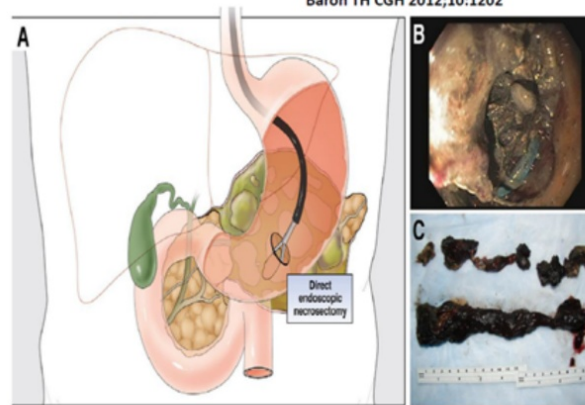 Baron TH CGH 2012;10:1202
A
B
Direct
endoscopic
necrosectomy
C